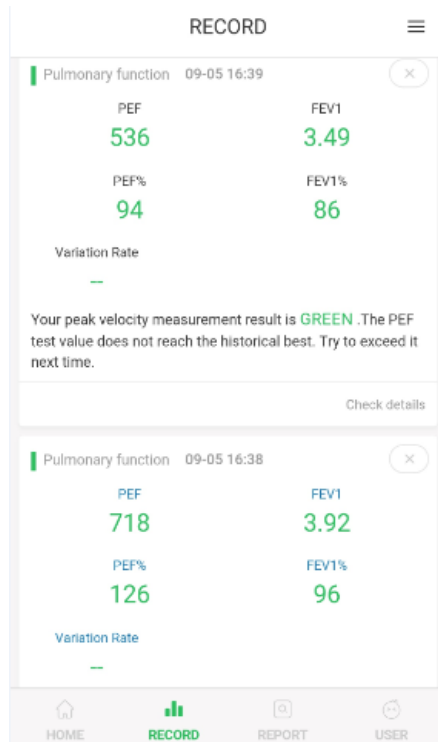 RECORD
Pulmonary function 09-05 16:39
PEF FEV1
536 3.49
PEF% FEV1%
94 86
Variation Rate
--
Your peak velocity measurement result is GREEN .The PEF
test value does not reach the historical best. Try to exceed it
next time.
Check details
Pulmonary function 09-05 16:38
PEF FEV1
718 3.92
PEF% FEV1%
126 96
Variation Rate
--
HOME RECORD REPORT USER